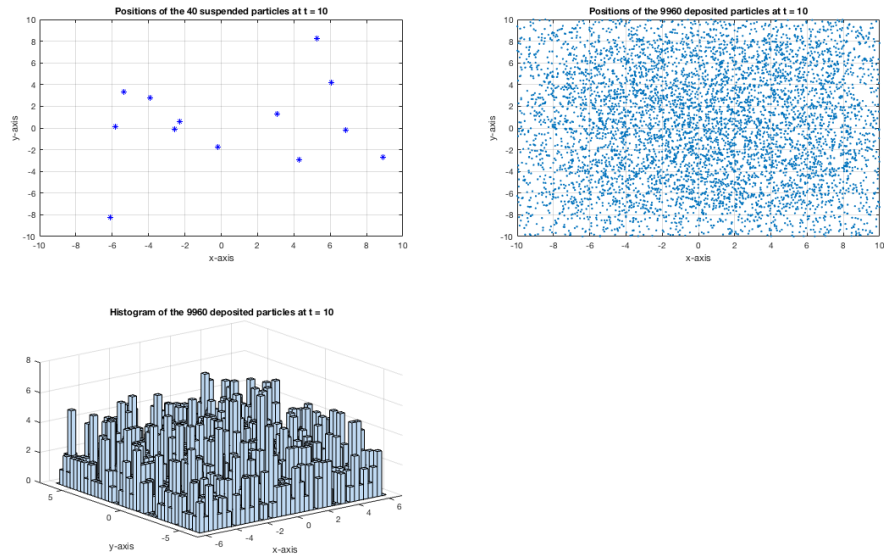 Positions of the 40 suspended particles at t = 10
10
8
6
4
2
0
-2
-4
-6
-8
-10
y-axis
-10 -8 -6 -4 -2 0 2 4 6 8 10
x-axis
Positions of the 9960 deposited particles at t = 10
10
8
6
4
2
0
-2
-4
-6
-8
-10
y-axis
-10 -8 -6 -4 -2 0 2 4 6 8 10
x-axis
Histogram of the 9960 deposited particles at t = 10
8
6
4
2
0
5
0
-5
y-axis
-6 -4 -2 0 2 4 6
x-axis